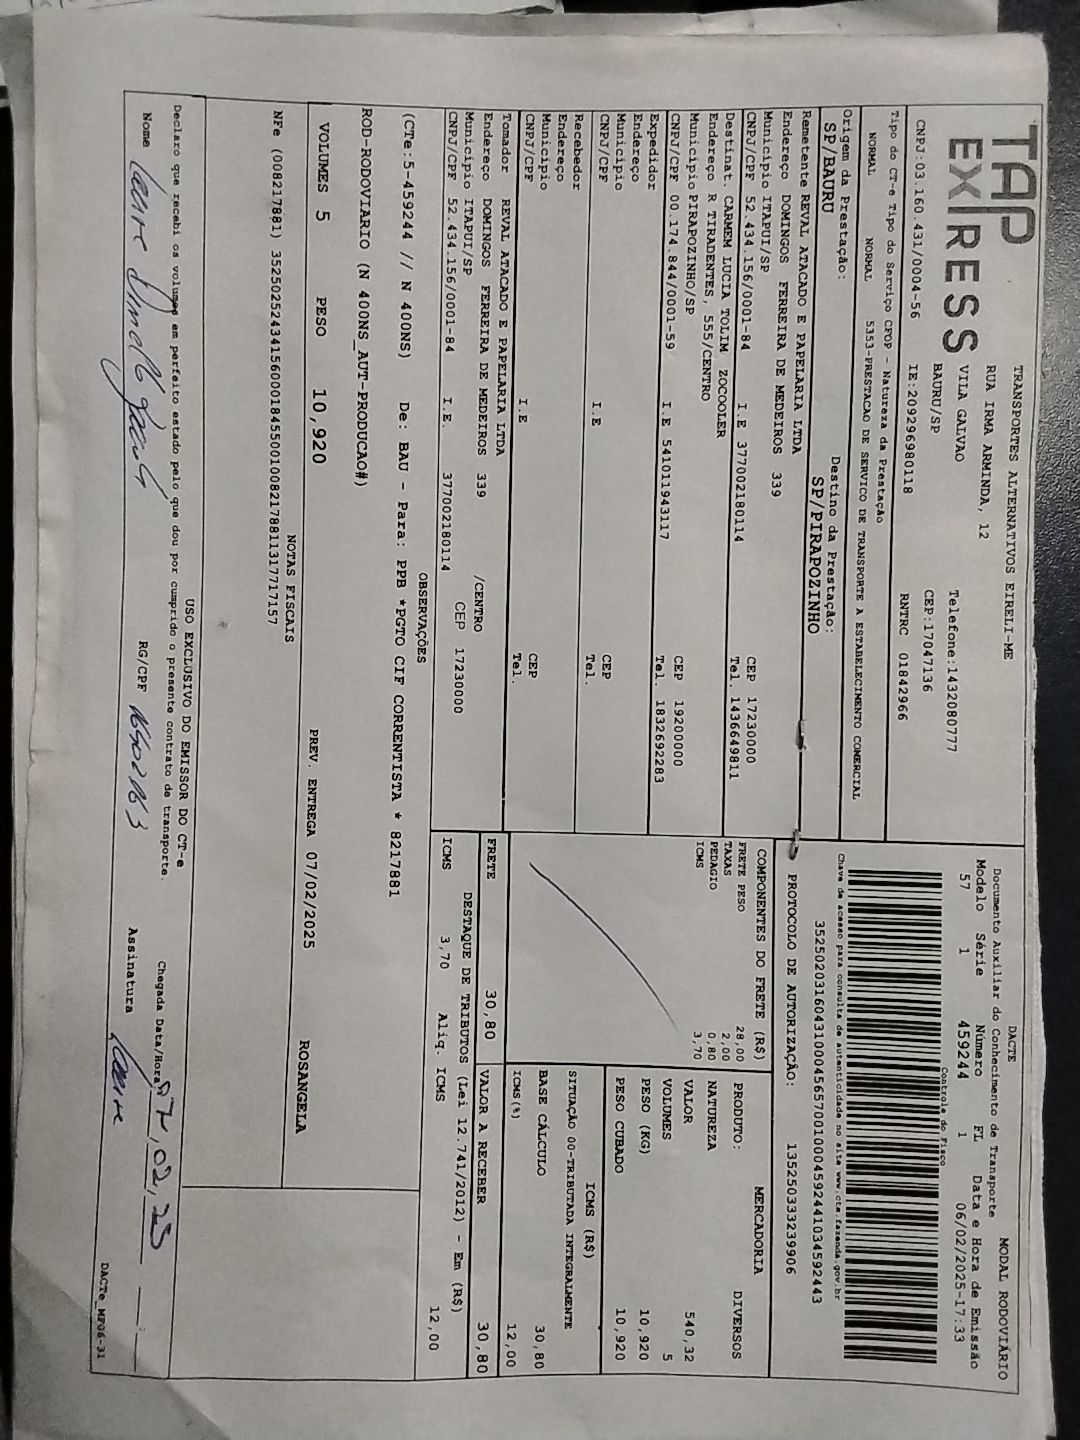 TAP
EXPRESS
TRANSPORTES ALTERNATIVOS EIRELI-ME
RUA IRMA ARMINDA, 12
VILA GALVAO
BAURU/SP
Telefone:1432080777
CEP:17047136
CNPJ:03.160.431/0004-56 IE:209296980118 RNTRC 01842966
Tipo do CT-e Tipo do Serviço CFOP - Natureza da Prestação
NORMAL NORMAL 5353-PRESTACAO DE SERVICO DE TRANSPORTE A ESTABELECIMENTO COMERCIAL
Origem da Prestação: Destino da Prestação:
SP/BAURU SP/PIRAPOZINHO
Remetente REVAL ATACADO E PAPELARIA LTDA
Endereço DOMINGOS FERREIRA DE MEDEIROS 339
Município ITAPUI/SP CEP 17230000
CNPJ/CPF 52.434.156/0001-84 I.E 377002180114 Tel. 1436649811
Destinat. CARMEM LUCIA TOLIM ZOCOOLER
Endereço R TIRADENTES, 555/CENTRO
Município PIRAPOZINHO/SP CEP 19200000
CNPJ/CPF 00.174.844/0001-59 I.E 541011943117 Tel. 1832692283
Expedidor
Endereço
Município CEP
CNPJ/CPF I.E Tel.
Recebedor
Endereço
Município CEP
CNPJ/CPF I.E Tel.
Tomador REVAL ATACADO E PAPELARIA LTDA
Endereço DOMINGOS FERREIRA DE MEDEIROS 339 /CENTRO
Município ITAPUI/SP CEP 17230000
CNPJ/CPF 52.434.156/0001-84 I.E. 377002180114
DACTE MODAL RODOVIÁRIO
Documento Auxiliar do Conhecimento de Transporte
Modelo Série Número FL Data e Hora de Emissão
57 1 459244 1 06/02/2025-17:33
Controle do Fisco
Chave de acesso para consulta de autenticidade no site www.cte.fazenda.gov.br
35250203160431000456570010004592441034592443
PROTOCOLO DE AUTORIZAÇÃO: 135250333239906
COMPONENTES DO FRETE (R$)
FRETE PESO 28,00
TAXAS 2,00
PEDAGIO 0,80
ICMS 3,70
MERCADORIA
PRODUTO: DIVERSOS
NATUREZA
VALOR 540,32
VOLUMES 5
PESO (KG) 10,920
PESO CUBADO 10,920
ICMS (R$)
SITUAÇÃO 00-TRIBUTADA INTEGRALMENTE
BASE CÁLCULO 30,80
ICMS(%) 12,00
FRETE 30,80 VALOR A RECEBER 30,80
DESTAQUE DE TRIBUTOS (Lei 12.741/2012) - Em (R$)
ICMS 3,70 Aliq. ICMS 12,00
OBSERVAÇÕES
(CTe:5-459244 // N 400NS) De: BAU - Para: PPB *PGTO CIF CORRENTISTA * 8217881
ROD-RODOVIARIO (N 400NS_AUT-PRODUCAO#)
VOLUMES 5 PESO 10,920 PREV. ENTREGA 07/02/2025 ROSANGELA
NOTAS FISCAIS
NFe (008217881) 35250252434156000184550010082178811317717157
USO EXCLUSIVO DO EMISSOR DO CT-e
Declaro que recebi os volumes em perfeito estado pelo que dou por cumprido o presente contrato de transporte.
Chegada Data/Hora 07,02,25
Nome RG/CPF Assinatura
DACTe_MF06-31